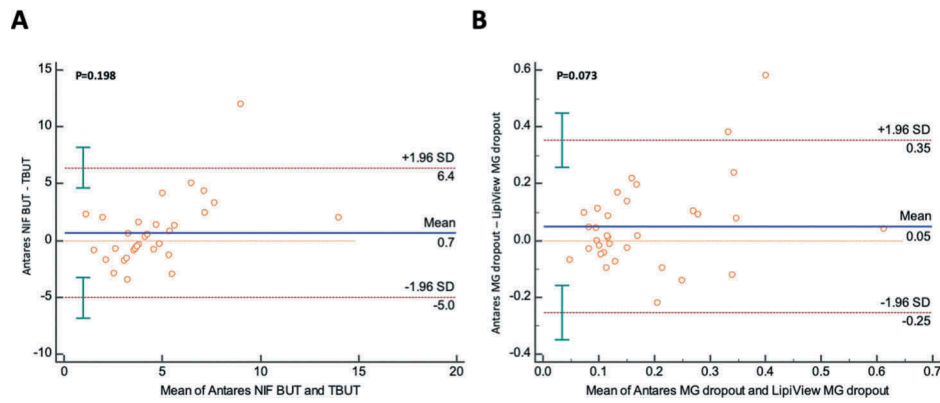 A
B
P=0.198
15
10
5
0
-5
-10
+1.96 SD
6.4
Mean
0.7
-1.96 SD
-5.0
Antares NIF BUT - TBUT
0 5 10 15 20
Mean of Antares NIF BUT and TBUT
P=0.073
0.6
0.4
0.2
0.0
-0.2
-0.4
+1.96 SD
0.35
Mean
0.05
-1.96 SD
-0.25
Antares MG dropout – LipiView MG dropout
0.0 0.1 0.2 0.3 0.4 0.5 0.6 0.7
Mean of Antares MG dropout and LipiView MG dropout